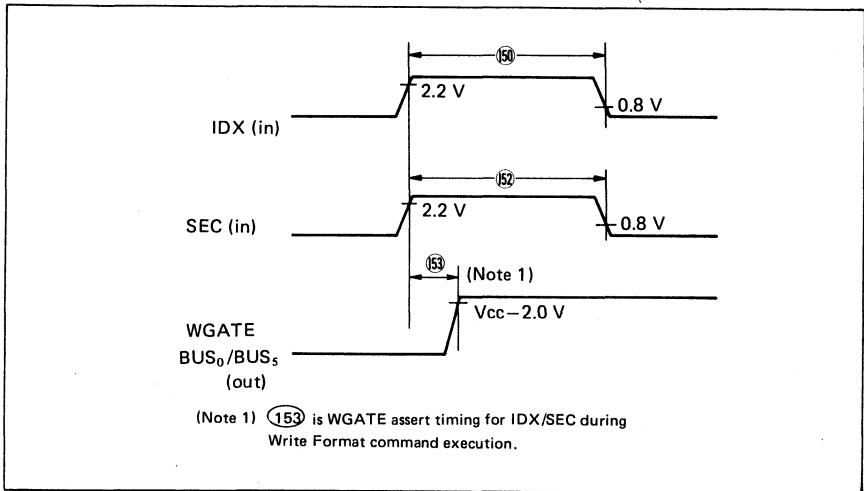 150
2.2 V
0.8 V
IDX (in)
152
2.2 V
0.8 V
SEC (in)
153
(Note 1)
Vcc−2.0 V
WGATE
BUS₀/BUS₅
(out)
(Note 1) 153 is WGATE assert timing for IDX/SEC during
Write Format command execution.